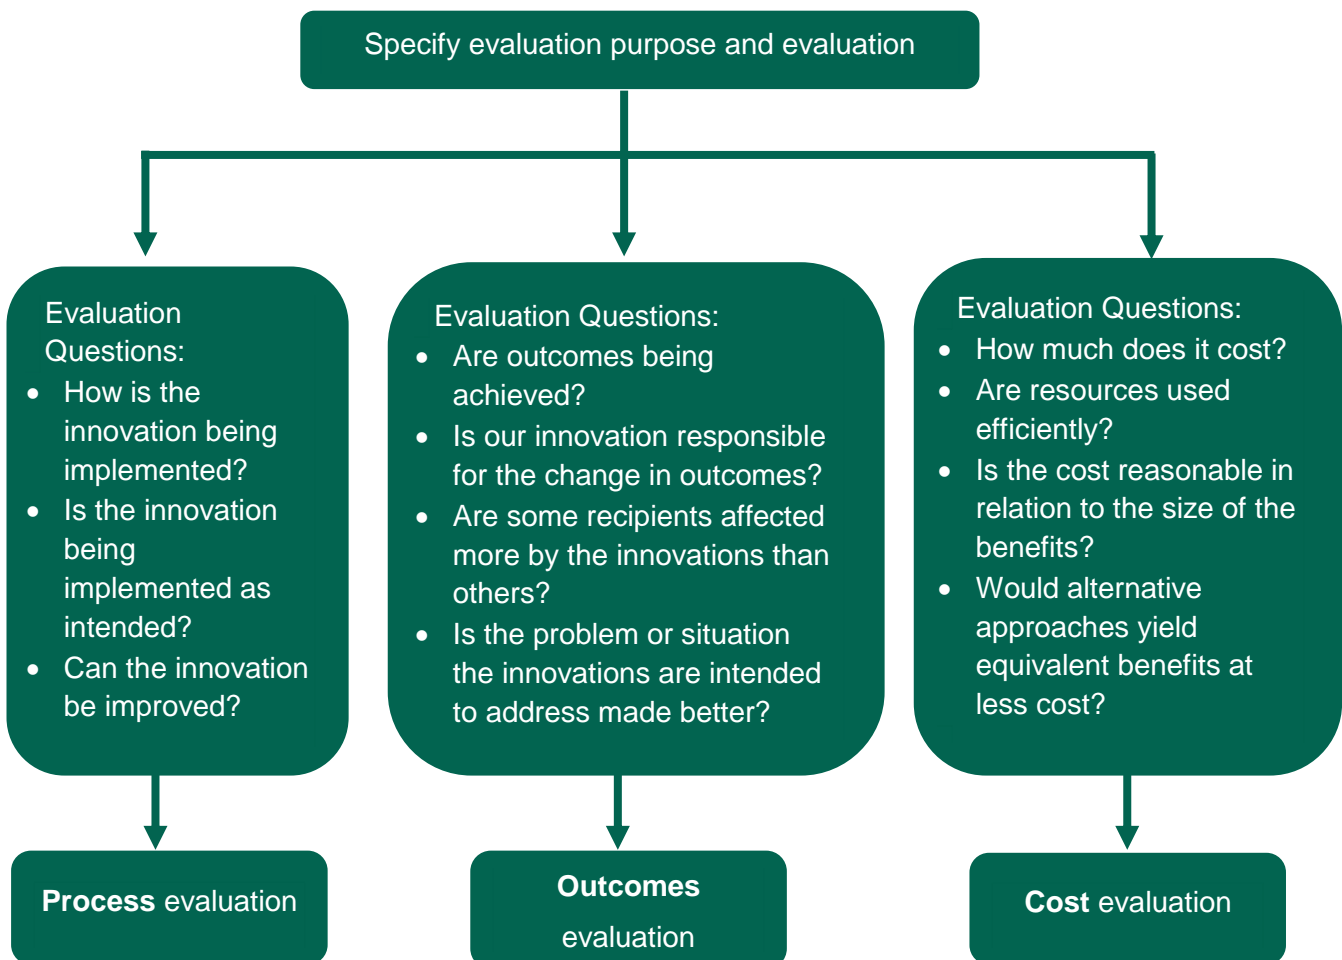 Specify evaluation purpose and evaluation
Evaluation
Questions:
• How is the
innovation being
implemented?
• Is the innovation
being
implemented as
intended?
• Can the innovation
be improved?
Evaluation Questions:
• Are outcomes being
achieved?
• Is our innovation responsible
for the change in outcomes?
• Are some recipients affected
more by the innovations than
others?
• Is the problem or situation
the innovations are intended
to address made better?
Evaluation Questions:
• How much does it cost?
• Are resources used
efficiently?
• Is the cost reasonable in
relation to the size of the
benefits?
• Would alternative
approaches yield
equivalent benefits at
less cost?
Process evaluation
Outcomes
evaluation
Cost evaluation